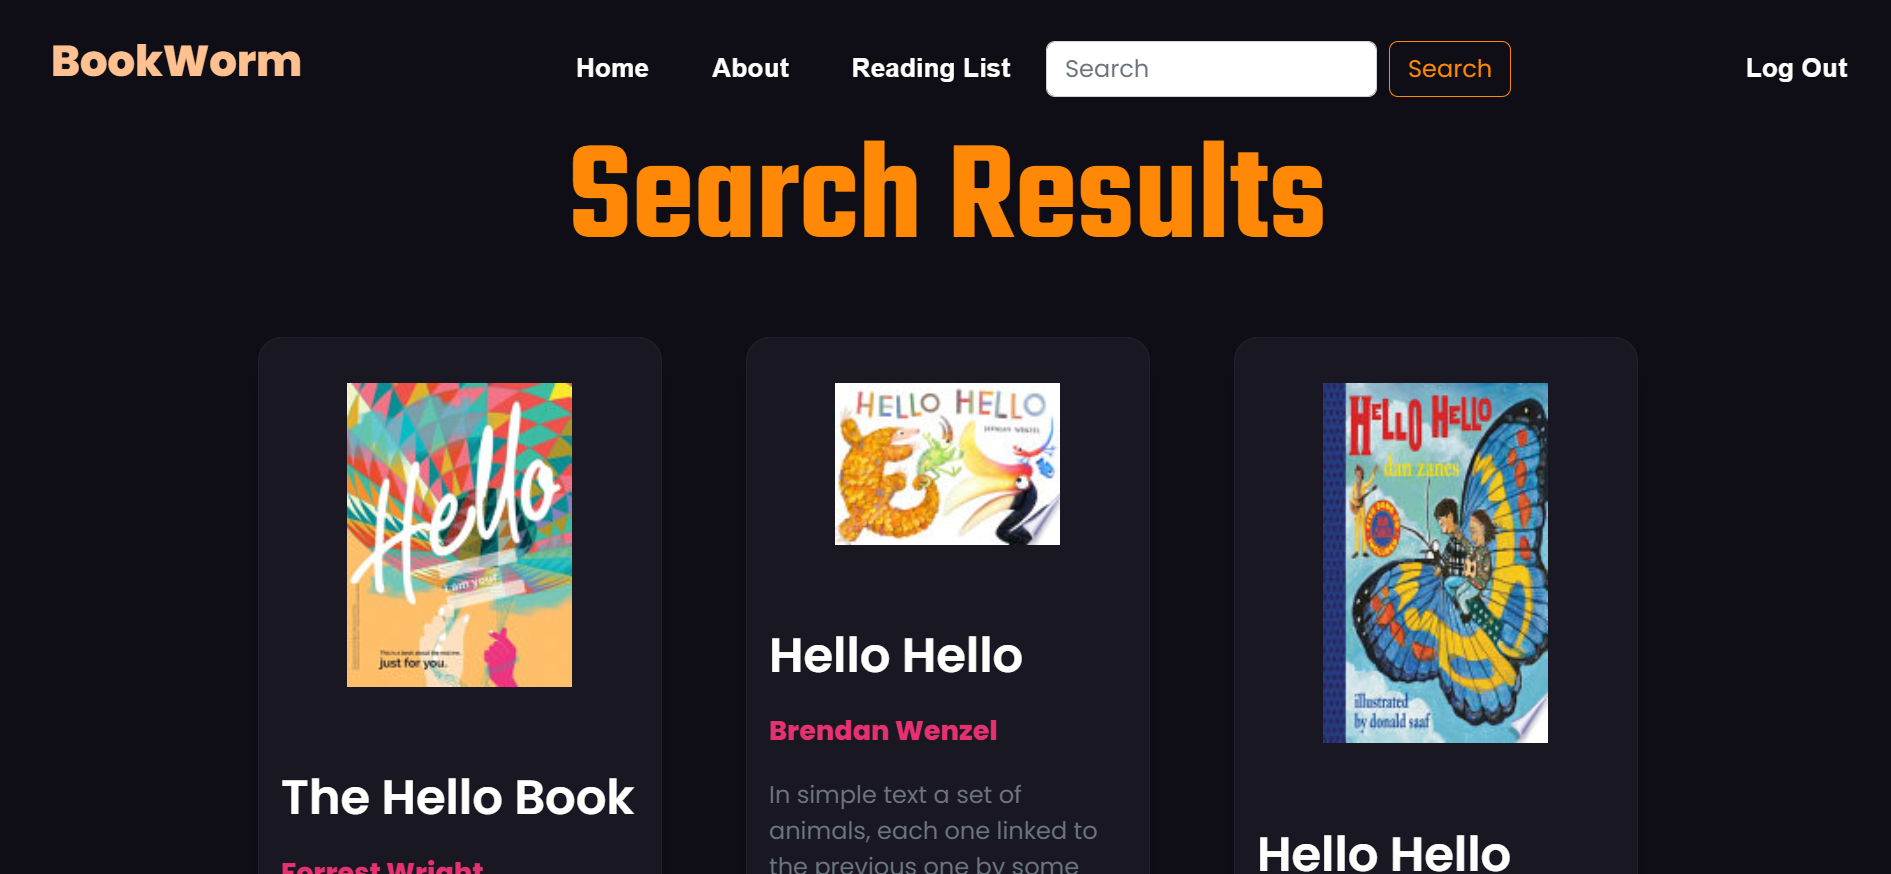 BookWorm
Home
About
Reading List
Search
Search
Log Out
Search Results
Hello
I am your
This is a book about the real me,
just for you.
The Hello Book
Forrest Wright
HELLO HELLO
BRENDAN WENZEL
Hello Hello
Brendan Wenzel
In simple text a set of
animals, each one linked to
the previous one by some
HELLO HELLO
dan zanes
illustrated
by donald saaf
Hello Hello